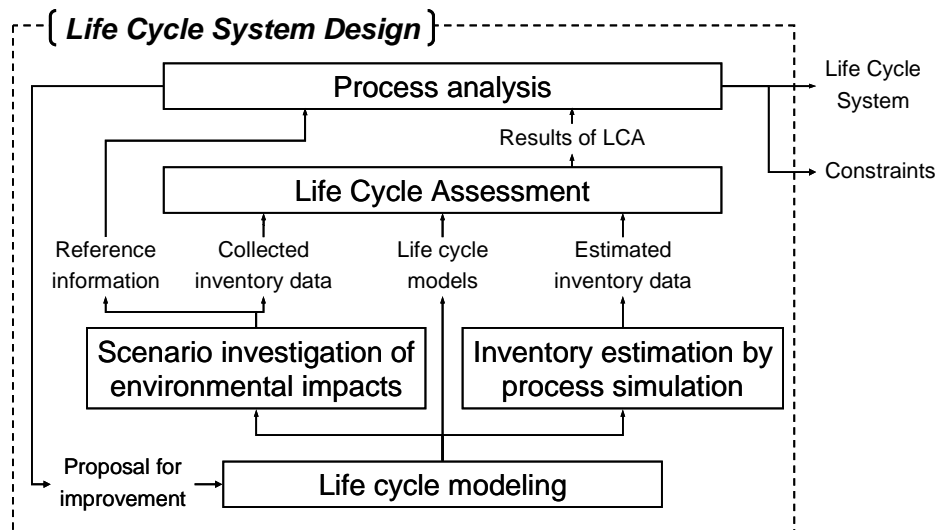 Life Cycle System Design
Process analysis
Life Cycle
System
Results of LCA
Constraints
Life Cycle Assessment
Reference
information
Collected
inventory data
Life cycle
models
Estimated
inventory data
Scenario investigation of
environmental impacts
Inventory estimation by
process simulation
Proposal for
improvement
Life cycle modeling